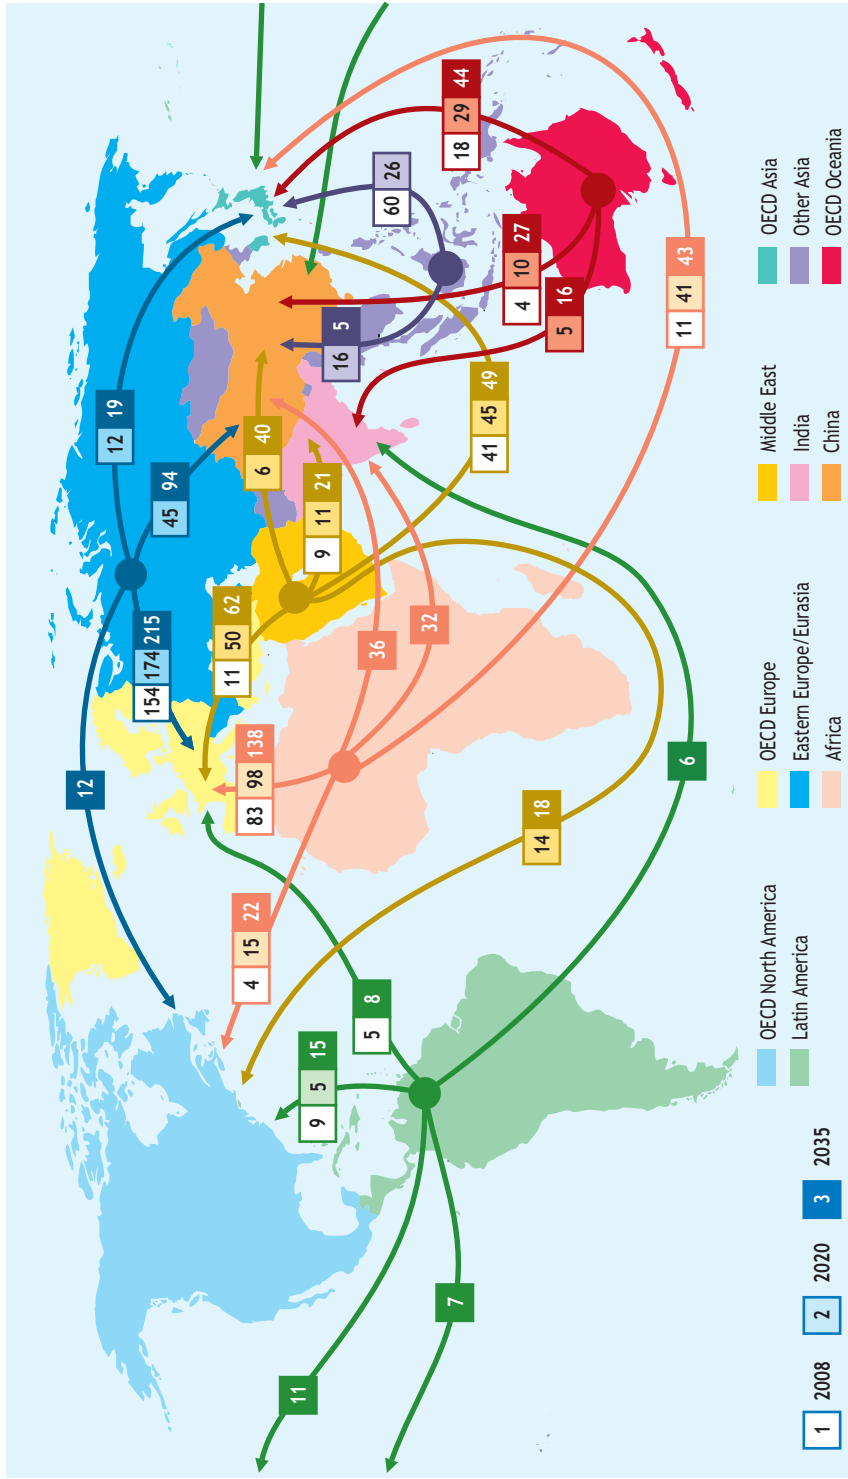 12
12 19
154 174 215
45 94
11 50 62
4 15 22
83 98 138
6 40
11
9 5 15
9 11 21
16 5
5 8
36
60 26
32
7
18 29 44
41 45 49
4 10 27
14 18
5 16
11 41 43
6
OECD North America OECD Europe Middle East OECD Asia
Latin America Eastern Europe/Eurasia India Other Asia
1 2008 2 2020 3 2035 Africa China OECD Oceania